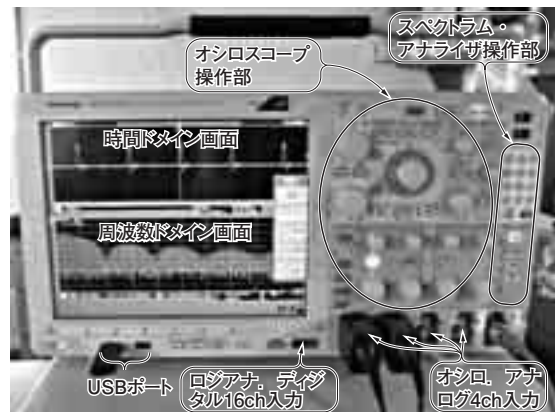 スペクトラム・
アナライザ操作部
オシロスコープ
操作部
時間ドメイン画面
周波数ドメイン画面
USBポート
ロジアナ．ディジ
タル16ch入力
オシロ．アナ
ログ4ch入力